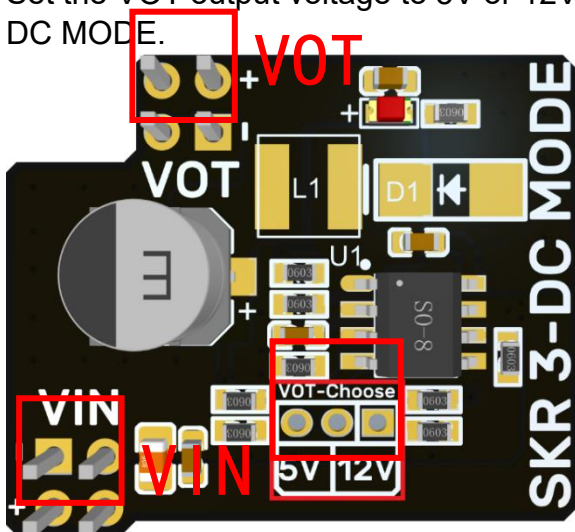 Set the VOT output voltage to 5V or 12V
DC MODE.
VOT
+
+
-
VOT
L1
D1
U1
E
+
S0-8
0603
0603
0603
0603
0603
0603
0603
0603
0603
VOT-Choose
5V 12V
VIN
VIN
+
SKR 3-DC MODE